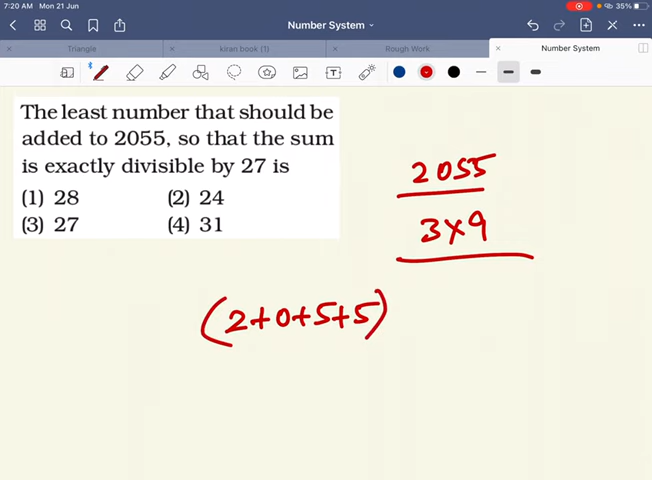 7:20 AM Mon 21 Jun
35%
Number System
Triangle
kiran book (1)
Rough Work
Number System
T
The least number that should be
added to 2055, so that the sum
is exactly divisible by 27 is
(1) 28 (2) 24
(3) 27 (4) 31
2055
3×9
(2+0+5+5)